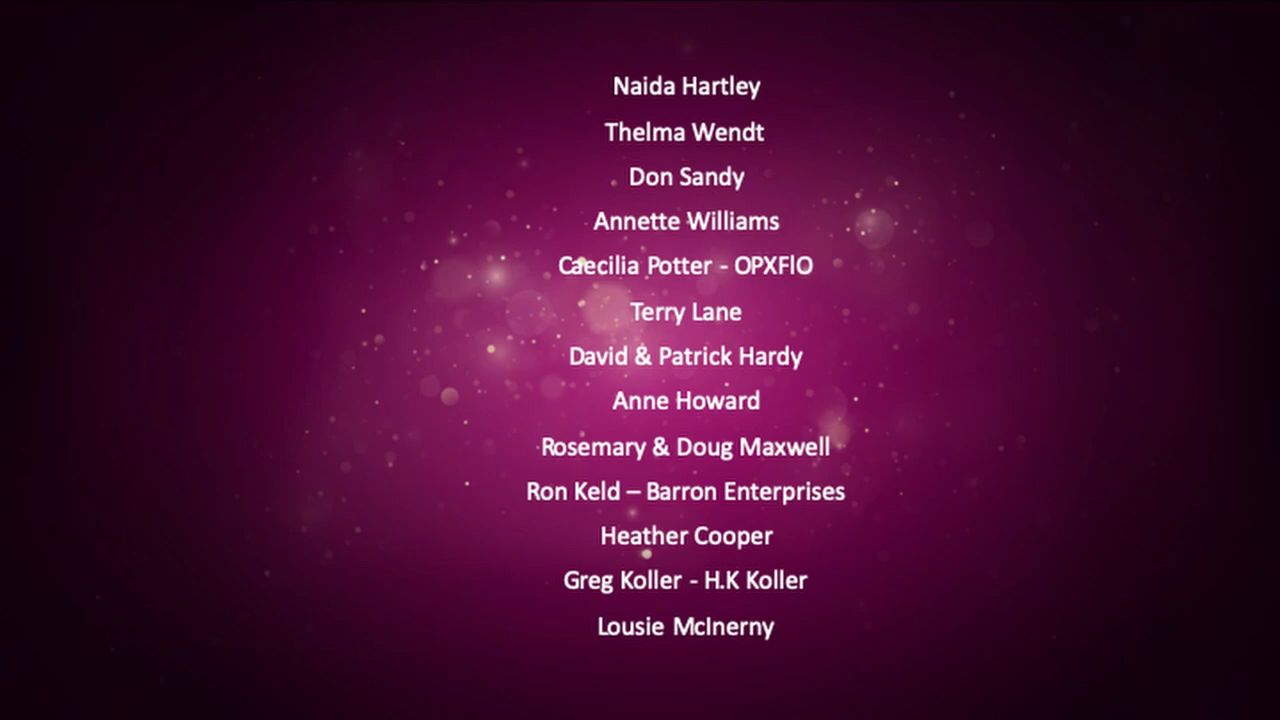 Naida Hartley
Thelma Wendt
Don Sandy
Annette Williams
Caecilia Potter - OPXFlO
Terry Lane
David & Patrick Hardy
Anne Howard
Rosemary & Doug Maxwell
Ron Keld – Barron Enterprises
Heather Cooper
Greg Koller - H.K Koller
Lousie McInerny